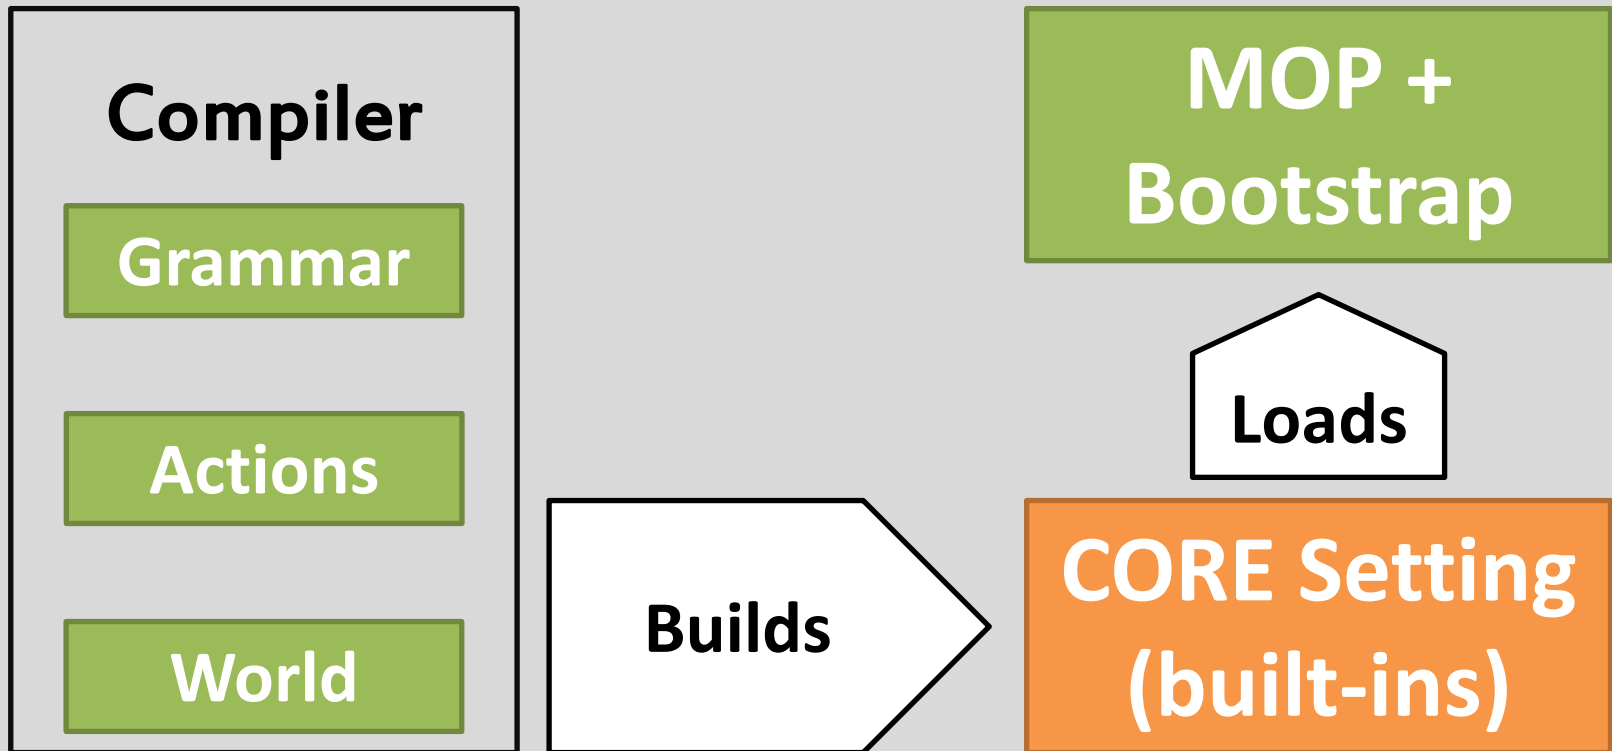 Compiler
Grammar
Actions
World
Builds
MOP +
Bootstrap
Loads
CORE Setting
(built-ins)